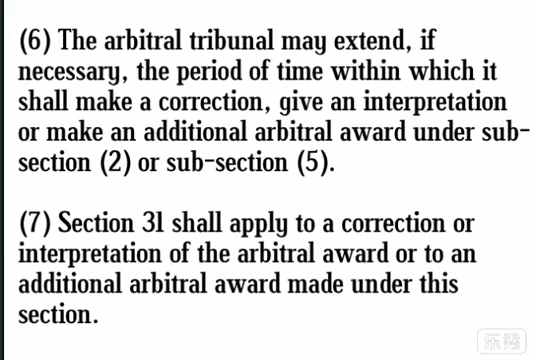 (6) The arbitral tribunal may extend, if
necessary, the period of time within which it
shall make a correction, give an interpretation
or make an additional arbitral award under sub-
section (2) or sub-section (5).
(7) Section 31 shall apply to a correction or
interpretation of the arbitral award or to an
additional arbitral award made under this
section.
乐秀